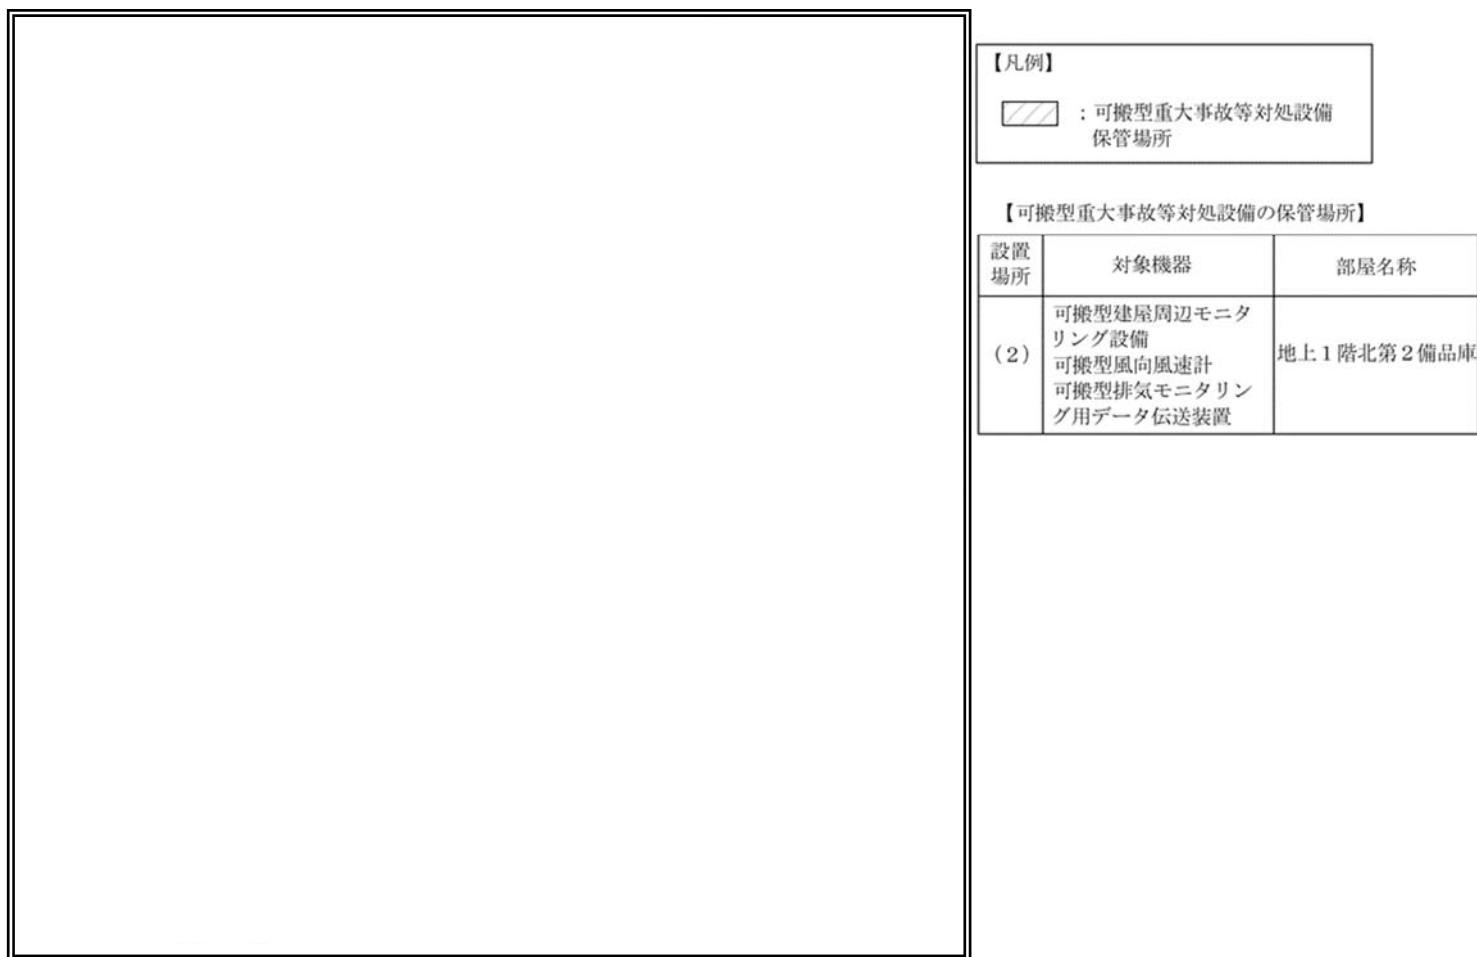 【凡例】
：可搬型重大事故等対処設備
保管場所
【可搬型重大事故等対処設備の保管場所】
設置
場所
対象機器
部屋名称
（２）
可搬型建屋周辺モニタ
リング設備
可搬型風向風速計
可搬型排気モニタリン
グ用データ伝送装置
地上１階北第２備品庫